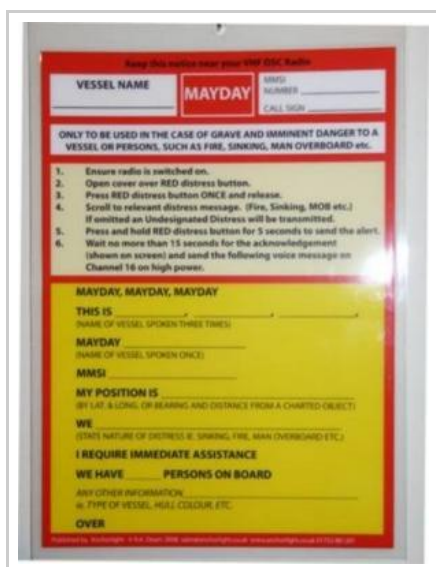 Keep this notice near your VHF DSC Radio
VESSEL NAME
MAYDAY
MMSI
NUMBER
CALL SIGN
ONLY TO BE USED IN THE CASE OF GRAVE AND IMMINENT DANGER TO A
VESSEL OR PERSONS, SUCH AS FIRE, SINKING, MAN OVERBOARD etc.
1. Ensure radio is switched on.
2. Open cover over RED distress button.
3. Press RED distress button ONCE and release.
4. Scroll to relevant distress message. (Fire, Sinking, MOB etc.)
If omitted an Undesignated Distress will be transmitted.
5. Press and hold RED distress button for 5 seconds to send the alert.
6. Wait no more than 15 seconds for the acknowledgement
(shown on screen) and send the following voice message on
Channel 16 on high power.
MAYDAY, MAYDAY, MAYDAY
THIS IS , , ,
(NAME OF VESSEL SPOKEN THREE TIMES)
MAYDAY
(NAME OF VESSEL SPOKEN ONCE)
MMSI
MY POSITION IS
(BY LAT. & LONG. OR BEARING AND DISTANCE FROM A CHARTED OBJECT)
WE
(STATE NATURE OF DISTRESS IE. SINKING, FIRE, MAN OVERBOARD ETC.)
I REQUIRE IMMEDIATE ASSISTANCE
WE HAVE PERSONS ON BOARD
ANY OTHER INFORMATION
ie. TYPE OF VESSEL, HULL COLOUR, ETC.
OVER
Published by